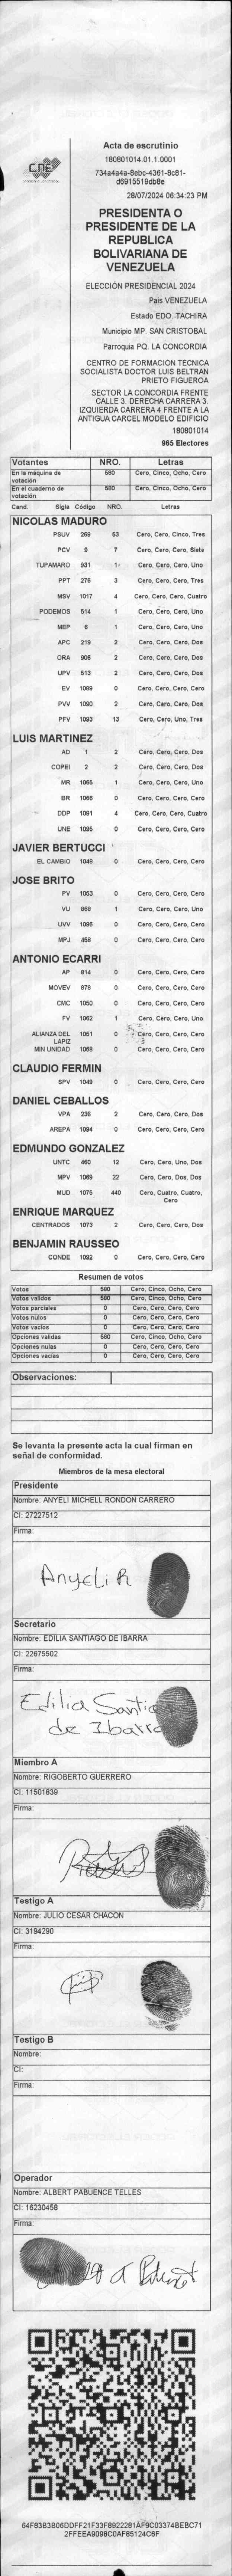 CNE
Acta de escrutinio
180801014.01.1.0001
734a4a4a-8ebc-4361-8c81-
d6915519db8e
28/07/2024 06:34:23 PM
PRESIDENTA O
PRESIDENTE DE LA
REPUBLICA
BOLIVARIANA DE
VENEZUELA
ELECCIÓN PRESIDENCIAL 2024
Pais VENEZUELA
Estado EDO. TACHIRA
Municipio MP. SAN CRISTOBAL
Parroquia PQ. LA CONCORDIA
CENTRO DE FORMACION TECNICA
SOCIALISTA DOCTOR LUIS BELTRAN
PRIETO FIGUEROA
SECTOR LA CONCORDIA FRENTE
CALLE 3. DERECHA CARRERA 3.
IZQUIERDA CARRERA 4 FRENTE A LA
ANTIGUA CARCEL MODELO EDIFICIO
180801014
965 Electores
Votantes NRO. Letras
En la máquina de votación 580 Cero, Cinco, Ocho, Cero
En el cuaderno de votación 580 Cero, Cinco, Ocho, Cero
Cand. Sigla Código NRO. Letras
NICOLAS MADURO
PSUV 269 53 Cero, Cero, Cinco, Tres
PCV 9 7 Cero, Cero, Cero, Siete
TUPAMARO 931 1 Cero, Cero, Cero, Uno
PPT 276 3 Cero, Cero, Cero, Tres
MSV 1017 4 Cero, Cero, Cero, Cuatro
PODEMOS 514 1 Cero, Cero, Cero, Uno
MEP 6 1 Cero, Cero, Cero, Uno
APC 219 2 Cero, Cero, Cero, Dos
ORA 906 2 Cero, Cero, Cero, Dos
UPV 513 2 Cero, Cero, Cero, Dos
EV 1089 0 Cero, Cero, Cero, Cero
PVV 1090 2 Cero, Cero, Cero, Dos
PFV 1093 13 Cero, Cero, Uno, Tres
LUIS MARTINEZ
AD 1 2 Cero, Cero, Cero, Dos
COPEI 2 2 Cero, Cero, Cero, Dos
MR 1065 1 Cero, Cero, Cero, Uno
BR 1066 0 Cero, Cero, Cero, Cero
DDP 1091 4 Cero, Cero, Cero, Cuatro
UNE 1095 0 Cero, Cero, Cero, Cero
JAVIER BERTUCCI
EL CAMBIO 1048 0 Cero, Cero, Cero, Cero
JOSE BRITO
PV 1053 0 Cero, Cero, Cero, Cero
VU 868 1 Cero, Cero, Cero, Uno
UVV 1096 0 Cero, Cero, Cero, Cero
MPJ 458 0 Cero, Cero, Cero, Cero
ANTONIO ECARRI
AP 814 0 Cero, Cero, Cero, Cero
MOVEV 878 0 Cero, Cero, Cero, Cero
CMC 1050 0 Cero, Cero, Cero, Cero
FV 1062 1 Cero, Cero, Cero, Uno
ALIANZA DEL LAPIZ 1051 0 Cero, Cero, Cero, Cero
MIN UNIDAD 1068 0 Cero, Cero, Cero, Cero
CLAUDIO FERMIN
SPV 1049 0 Cero, Cero, Cero, Cero
DANIEL CEBALLOS
VPA 236 2 Cero, Cero, Cero, Dos
AREPA 1094 0 Cero, Cero, Cero, Cero
EDMUNDO GONZALEZ
UNTC 460 12 Cero, Cero, Uno, Dos
MPV 1069 22 Cero, Cero, Dos, Dos
MUD 1075 440 Cero, Cuatro, Cuatro, Cero
ENRIQUE MARQUEZ
CENTRADOS 1073 2 Cero, Cero, Cero, Dos
BENJAMIN RAUSSEO
CONDE 1092 0 Cero, Cero, Cero, Cero
Resumen de votos
Votos 580 Cero, Cinco, Ocho, Cero
Votos validos 580 Cero, Cinco, Ocho, Cero
Votos parciales 0 Cero, Cero, Cero, Cero
Votos nulos 0 Cero, Cero, Cero, Cero
Votos vacios 0 Cero, Cero, Cero, Cero
Opciones validas 580 Cero, Cinco, Ocho, Cero
Opciones nulas 0 Cero, Cero, Cero, Cero
Opciones vacías 0 Cero, Cero, Cero, Cero
Observaciones:
Se levanta la presente acta la cual firman en
señal de conformidad.
Miembros de la mesa electoral
Presidente
Nombre: ANYELI MICHELL RONDON CARRERO
CI: 27227512
Firma:
Anyeli R
Secretario
Nombre: EDILIA SANTIAGO DE IBARRA
CI: 22675502
Firma:
Edilia Santia
de Ibarra
Miembro A
Nombre: RIGOBERTO GUERRERO
CI: 11501839
Firma:
Testigo A
Nombre: JULIO CESAR CHACON
CI: 3194290
Firma:
Testigo B
Nombre:
CI:
Firma:
Operador
Nombre: ALBERT PABUENCE TELLES
CI: 16230458
Firma:
64F83B3B06DDFF21F33F8922281AF9C03374BEBC71
2FFEEA9098C0AF85124C6F